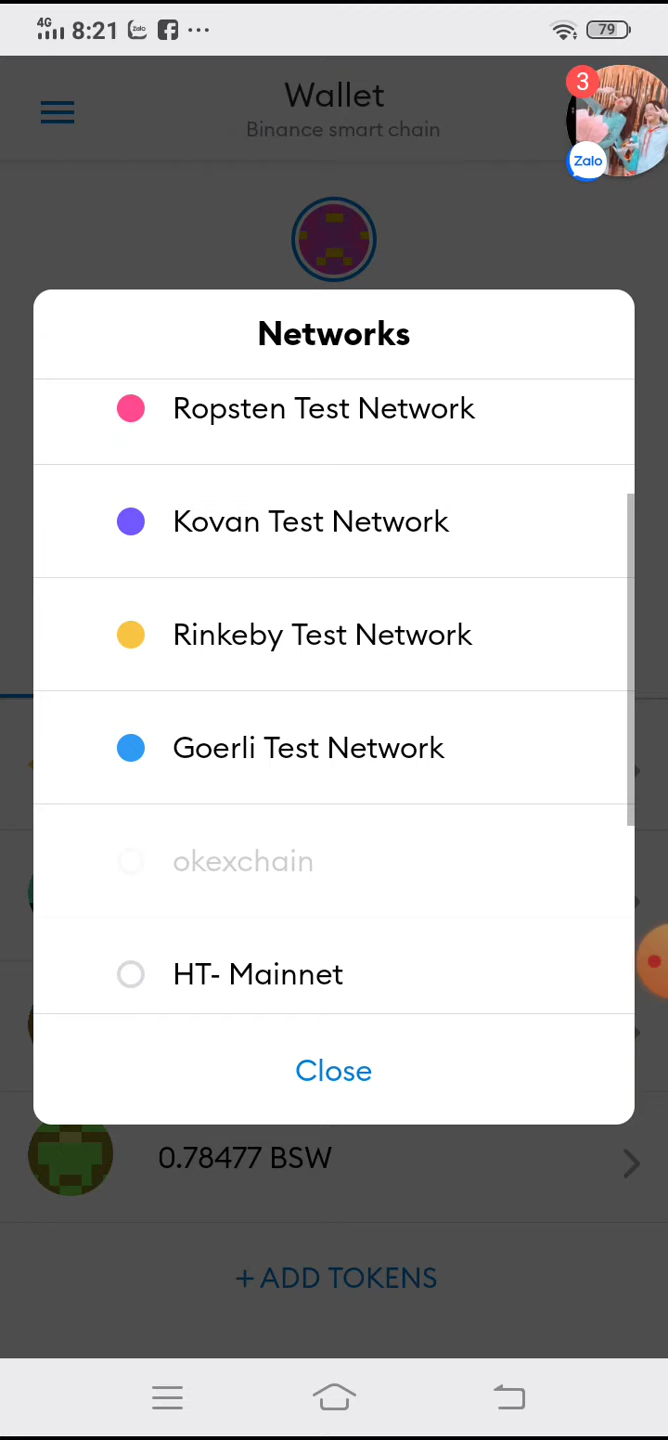 4G 8:21 zalo ... 79
Wallet
Binance smart chain
3
Zalo
Networks
Ropsten Test Network
Kovan Test Network
Rinkeby Test Network
Goerli Test Network
okexchain
HT- Mainnet
Close
0.78477 BSW
+ ADD TOKENS